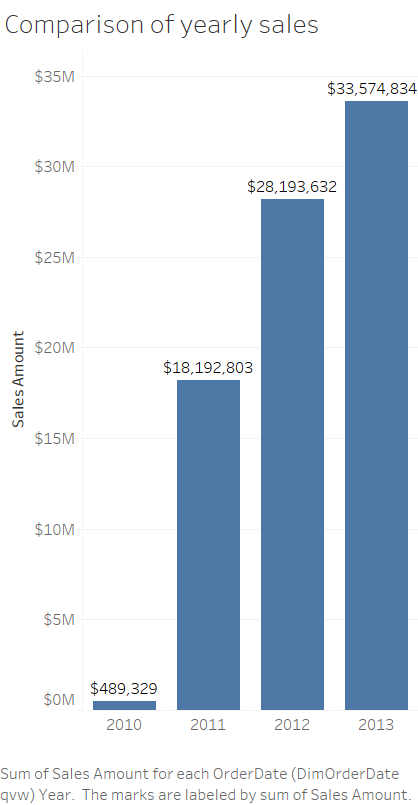 Comparison of yearly sales
$35M
$33,574,834
$30M
$28,193,632
$25M
$20M
$18,192,803
$15M
$10M
$5M
$489,329
$0M
Sales Amount
2010 2011 2012 2013
Sum of Sales Amount for each OrderDate (DimOrderDate
qvw) Year. The marks are labeled by sum of Sales Amount.